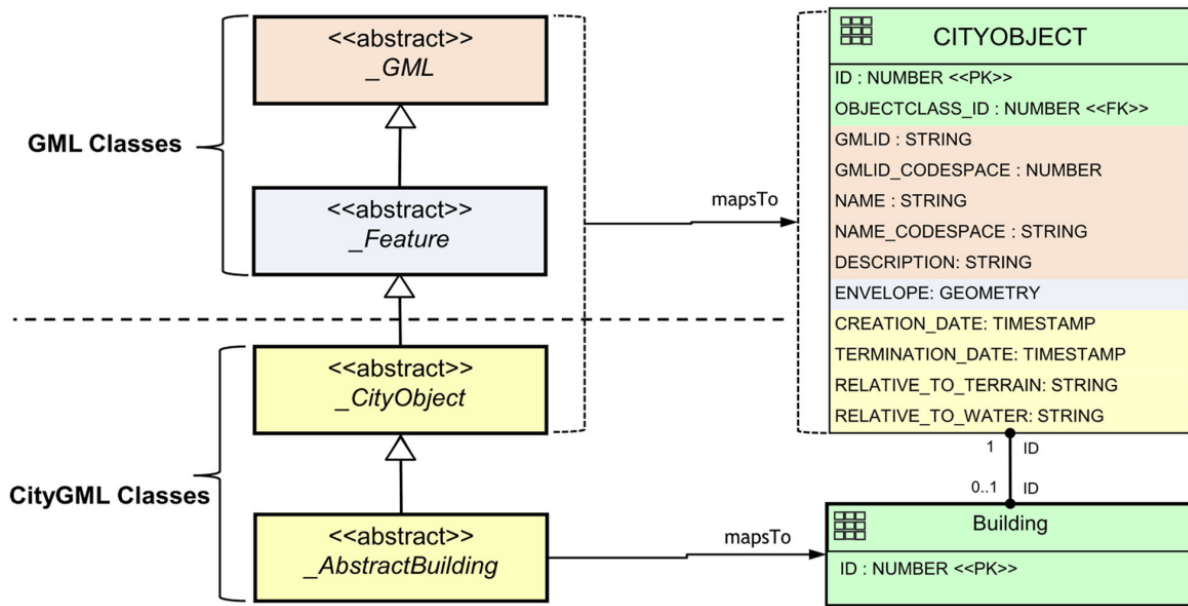 <<abstract>>
_GML
GML Classes
<<abstract>>
_Feature
<<abstract>>
_CityObject
CityGML Classes
<<abstract>>
_AbstractBuilding
mapsTo
mapsTo
CITYOBJECT
ID : NUMBER <<PK>>
OBJECTCLASS_ID : NUMBER <<FK>>
GMLID : STRING
GMLID_CODESPACE : NUMBER
NAME : STRING
NAME_CODESPACE : STRING
DESCRIPTION: STRING
ENVELOPE: GEOMETRY
CREATION_DATE: TIMESTAMP
TERMINATION_DATE: TIMESTAMP
RELATIVE_TO_TERRAIN: STRING
RELATIVE_TO_WATER: STRING
1 ID
0..1 ID
Building
ID : NUMBER <<PK>>